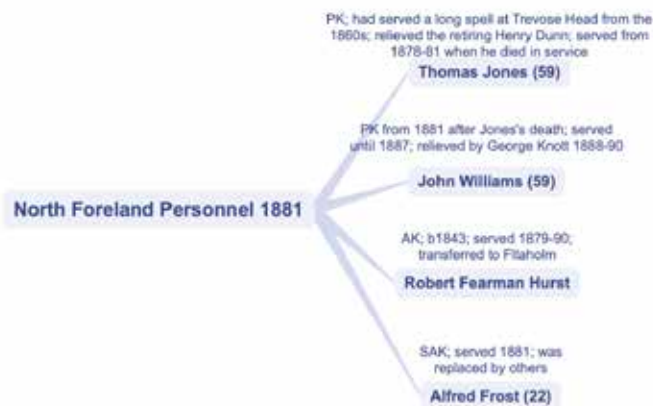 PK; had served a long spell at Trevose Head from the
1860s; relieved the retiring Henry Dunn; served from
1878-81 when he died in service
Thomas Jones (59)
PK from 1881 after Jones's death; served
until 1887; relieved by George Knott 1888-90
John Williams (59)
North Foreland Personnel 1881
AK; b1843; served 1879-90;
transferred to Fltaholm
Robert Fearman Hurst
SAK; served 1881; was
replaced by others
Alfred Frost (22)